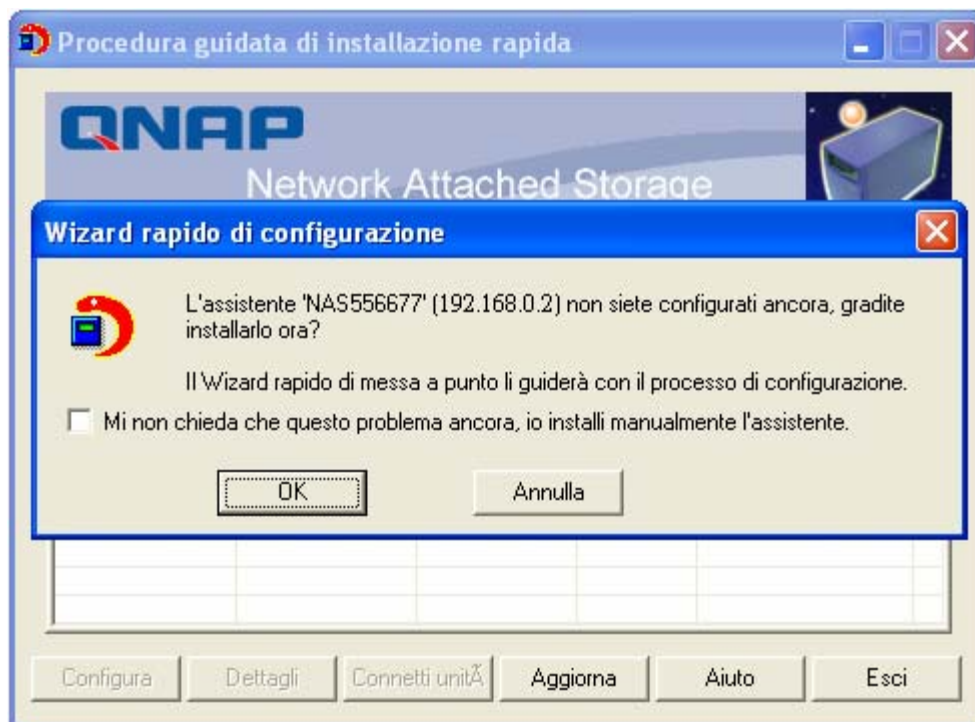 Procedura guidata di installazione rapida
QNAP
Network Attached Storage
Wizard rapido di configurazione
L'assistente 'NAS556677' (192.168.0.2) non siete configurati ancora, gradite
installarlo ora?
Il Wizard rapido di messa a punto li guiderà con il processo di configurazione.
Mi non chieda che questo problema ancora, io installi manualmente l'assistente.
OK
Annulla
Configura
Dettagli
Connetti unitÃ
Aggiorna
Aiuto
Esci